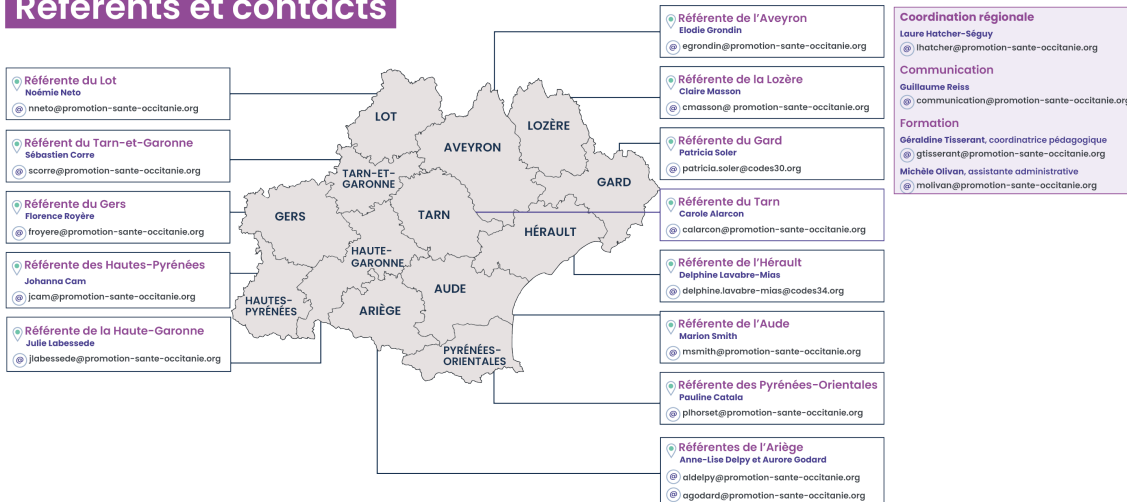 Référents et contacts
Référente du Lot
Noémie Neto
@ nneto@promotion-sante-occitanie.org
Référent du Tarn-et-Garonne
Sébastien Corre
@ scorre@promotion-sante-occitanie.org
Référente du Gers
Florence Royère
@ froyere@promotion-sante-occitanie.org
Référente des Hautes-Pyrénées
Johanna Cam
@ jcam@promotion-sante-occitanie.org
Référente de la Haute-Garonne
Julie Labessede
@ jlabessede@promotion-sante-occitanie.org
LOT
AVEYRON
LOZÈRE
TARN-ET-
GARONNE
GARD
GERS
TARN
HÉRAULT
HAUTE-
GARONNE
AUDE
HAUTES-
PYRÉNÉES
ARIÈGE
PYRÉNÉES-
ORIENTALES
Référente de l'Aveyron
Elodie Grondin
@ egrondin@promotion-sante-occitanie.org
Référente de la Lozère
Claire Masson
@ cmasson@ promotion-sante-occitanie.org
Référente du Gard
Patricia Soler
@ patricia.soler@codes30.org
Référente du Tarn
Carole Alarcon
@ calarcon@promotion-sante-occitanie.org
Référente de l'Hérault
Delphine Lavabre-Mias
@ delphine.lavabre-mias@codes34.org
Référente de l'Aude
Marion Smith
@ msmith@promotion-sante-occitanie.org
Référente des Pyrénées-Orientales
Pauline Catala
@ plhorset@promotion-sante-occitanie.org
Référentes de l'Ariège
Anne-Lise Delpy et Aurore Godard
@ aldelpy@promotion-sante-occitanie.org
@ agodard@promotion-sante-occitanie.org
Coordination régionale
Laure Hatcher-Séguy
@ lhatcher@promotion-sante-occitanie.org
Communication
Guillaume Reiss
@ communication@promotion-sante-occitanie.org
Formation
Géraldine Tisserant, coordinatrice pédagogique
@ gtisserant@promotion-sante-occitanie.org
Michèle Olivan, assistante administrative
@ molivan@promotion-sante-occitanie.org